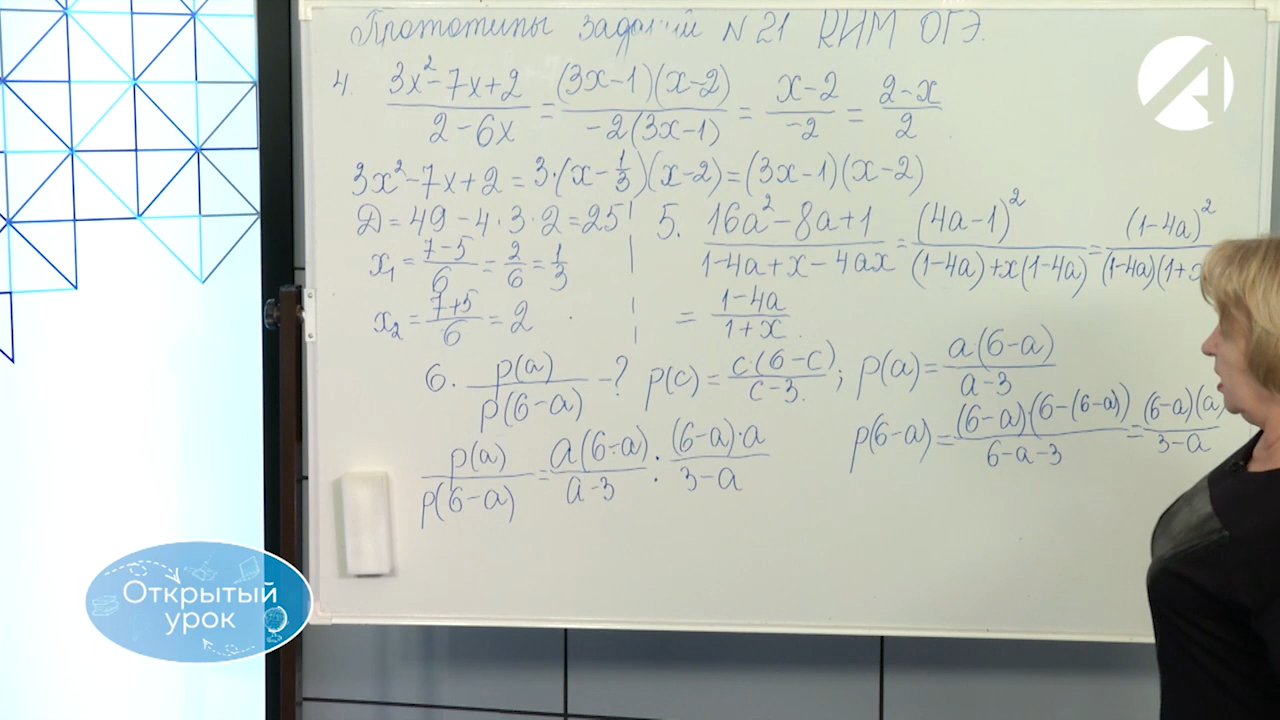 Прототипы заданий №21 КИМ ОГЭ.
4. (3x²-7x+2)/(2-6x) = ((3x-1)(x-2))/(-2(3x-1)) = (x-2)/(-2) = (2-x)/2
3x²-7x+2=3·(x-1/3)(x-2)=(3x-1)(x-2)
Д=49-4·3·2=25
x₁=(7-5)/6=2/6=1/3
x₂=(7+5)/6=2
5. (16a²-8a+1)/(1-4a+x-4ax) = (4a-1)²/((1-4a)+x(1-4a)) = (1-4a)²/((1-4a)(1+x
= (1-4a)/(1+x)
6. p(a)/p(6-a) -? p(c)=(c·(6-c))/(c-3); p(a)=(a·(6-a))/(a-3)
p(6-a)=((6-a)(6-(6-a)))/(6-a-3)=((6-a)(a))/(3-a)
p(a)/p(6-a) = (a(6-a))/(a-3) : ((6-a)·a)/(3-a)
Открытый
урок